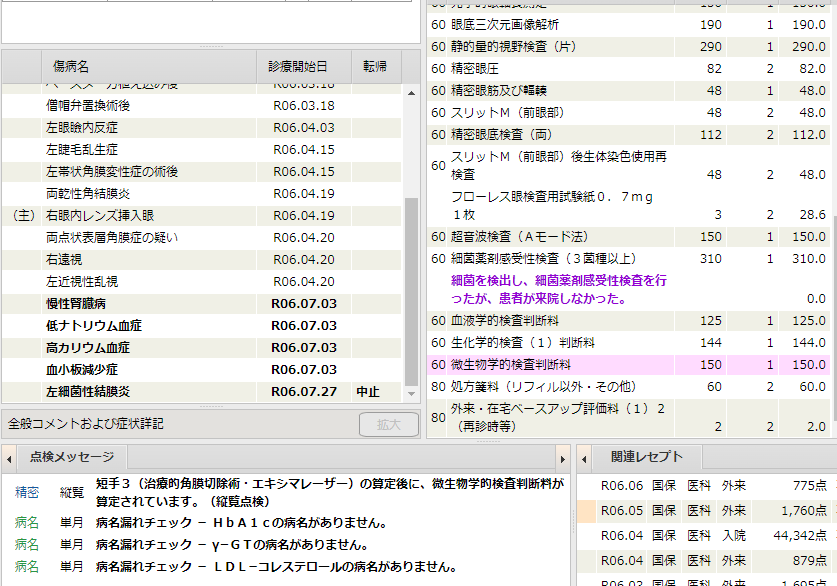 傷病名 診療開始日 転帰
ペースメーカ植え込み後 R06.03.18
僧帽弁置換術後 R06.03.18
左眼瞼内反症 R06.04.03
左睫毛乱生症 R06.04.15
左帯状角膜変性症の術後 R06.04.15
両乾性角結膜炎 R06.04.19
（主） 右眼内レンズ挿入眼 R06.04.19
両点状表層角膜症の疑い R06.04.20
右遠視 R06.04.20
左近視性乱視 R06.04.20
慢性腎臓病 R06.07.03
低ナトリウム血症 R06.07.03
高カリウム血症 R06.07.03
血小板減少症 R06.07.03
左細菌性結膜炎 R06.07.27 中止
全般コメントおよび症状詳記 拡大
60 眼底三次元画像解析 190 1 190.0
60 静的量的視野検査（片） 290 1 290.0
60 精密眼圧 82 2 82.0
60 精密眼筋及び輻輳 48 1 48.0
60 スリットＭ（前眼部） 48 2 48.0
60 精密眼底検査（両） 112 2 112.0
60 スリットＭ（前眼部）後生体染色使用再
検査 48 2 48.0
フローレス眼検査用試験紙０．７ｍｇ
１枚 3 2 28.6
60 超音波検査（Ａモード法） 150 1 150.0
60 細菌薬剤感受性検査（３菌種以上） 310 1 310.0
細菌を検出し、細菌薬剤感受性検査を行
ったが、患者が来院しなかった。 0.0
60 血液学的検査判断料 125 1 125.0
60 生化学的検査（１）判断料 144 1 144.0
60 微生物学的検査判断料 150 1 150.0
80 処方箋料（リフィル以外・その他） 60 2 60.0
80 外来・在宅ベースアップ評価料（１）２
（再診時等） 2 2 2.0
点検メッセージ
精密 縦覧 短手３（治療的角膜切除術・エキシマレーザー）の算定後に、微生物学的検査判断料が
算定されています。（縦覧点検）
病名 単月 病名漏れチェック － ＨｂＡ１ｃの病名がありません。
病名 単月 病名漏れチェック － γ－ＧＴの病名がありません。
病名 単月 病名漏れチェック － ＬＤＬ－コレステロールの病名がありません。
関連レセプト
R06.06 国保 医科 外来 775点
R06.05 国保 医科 外来 1,760点
R06.04 国保 医科 入院 44,342点
R06.04 国保 医科 外来 879点